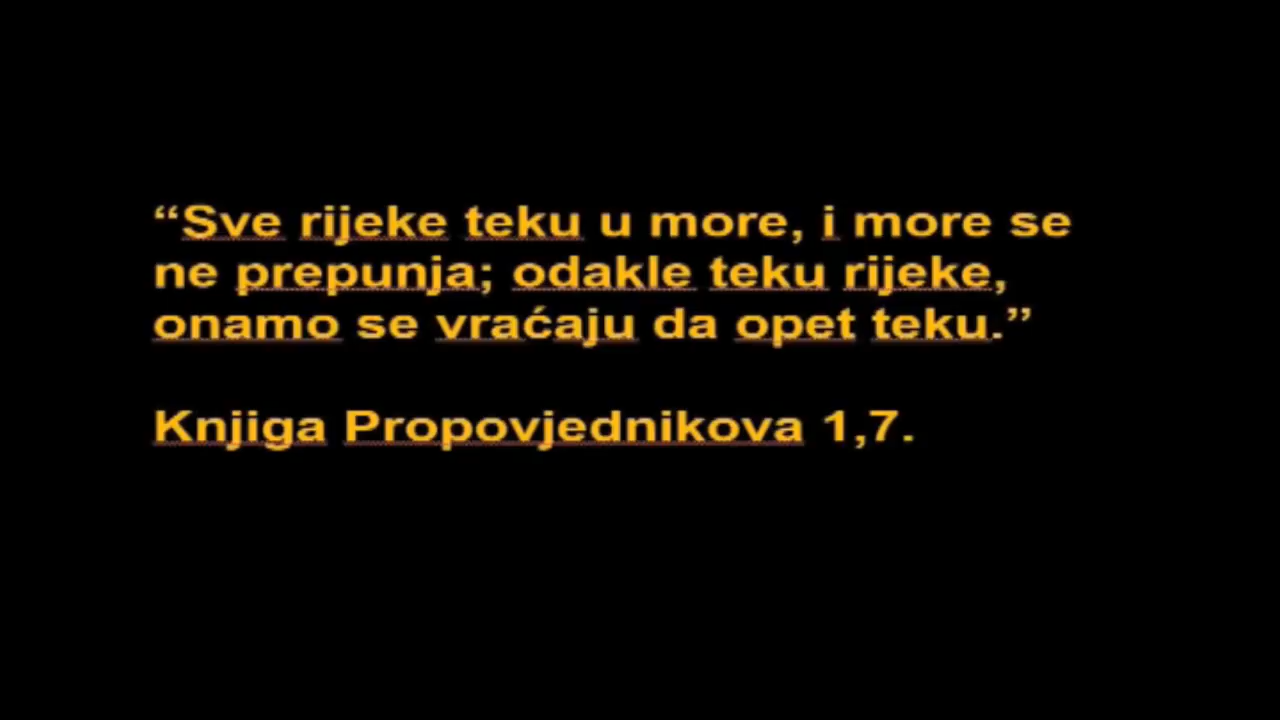 “Sve rijeke teku u more, i more se
ne prepunja; odakle teku rijeke,
onamo se vraćaju da opet teku.”
Knjiga Propovjednikova 1,7.